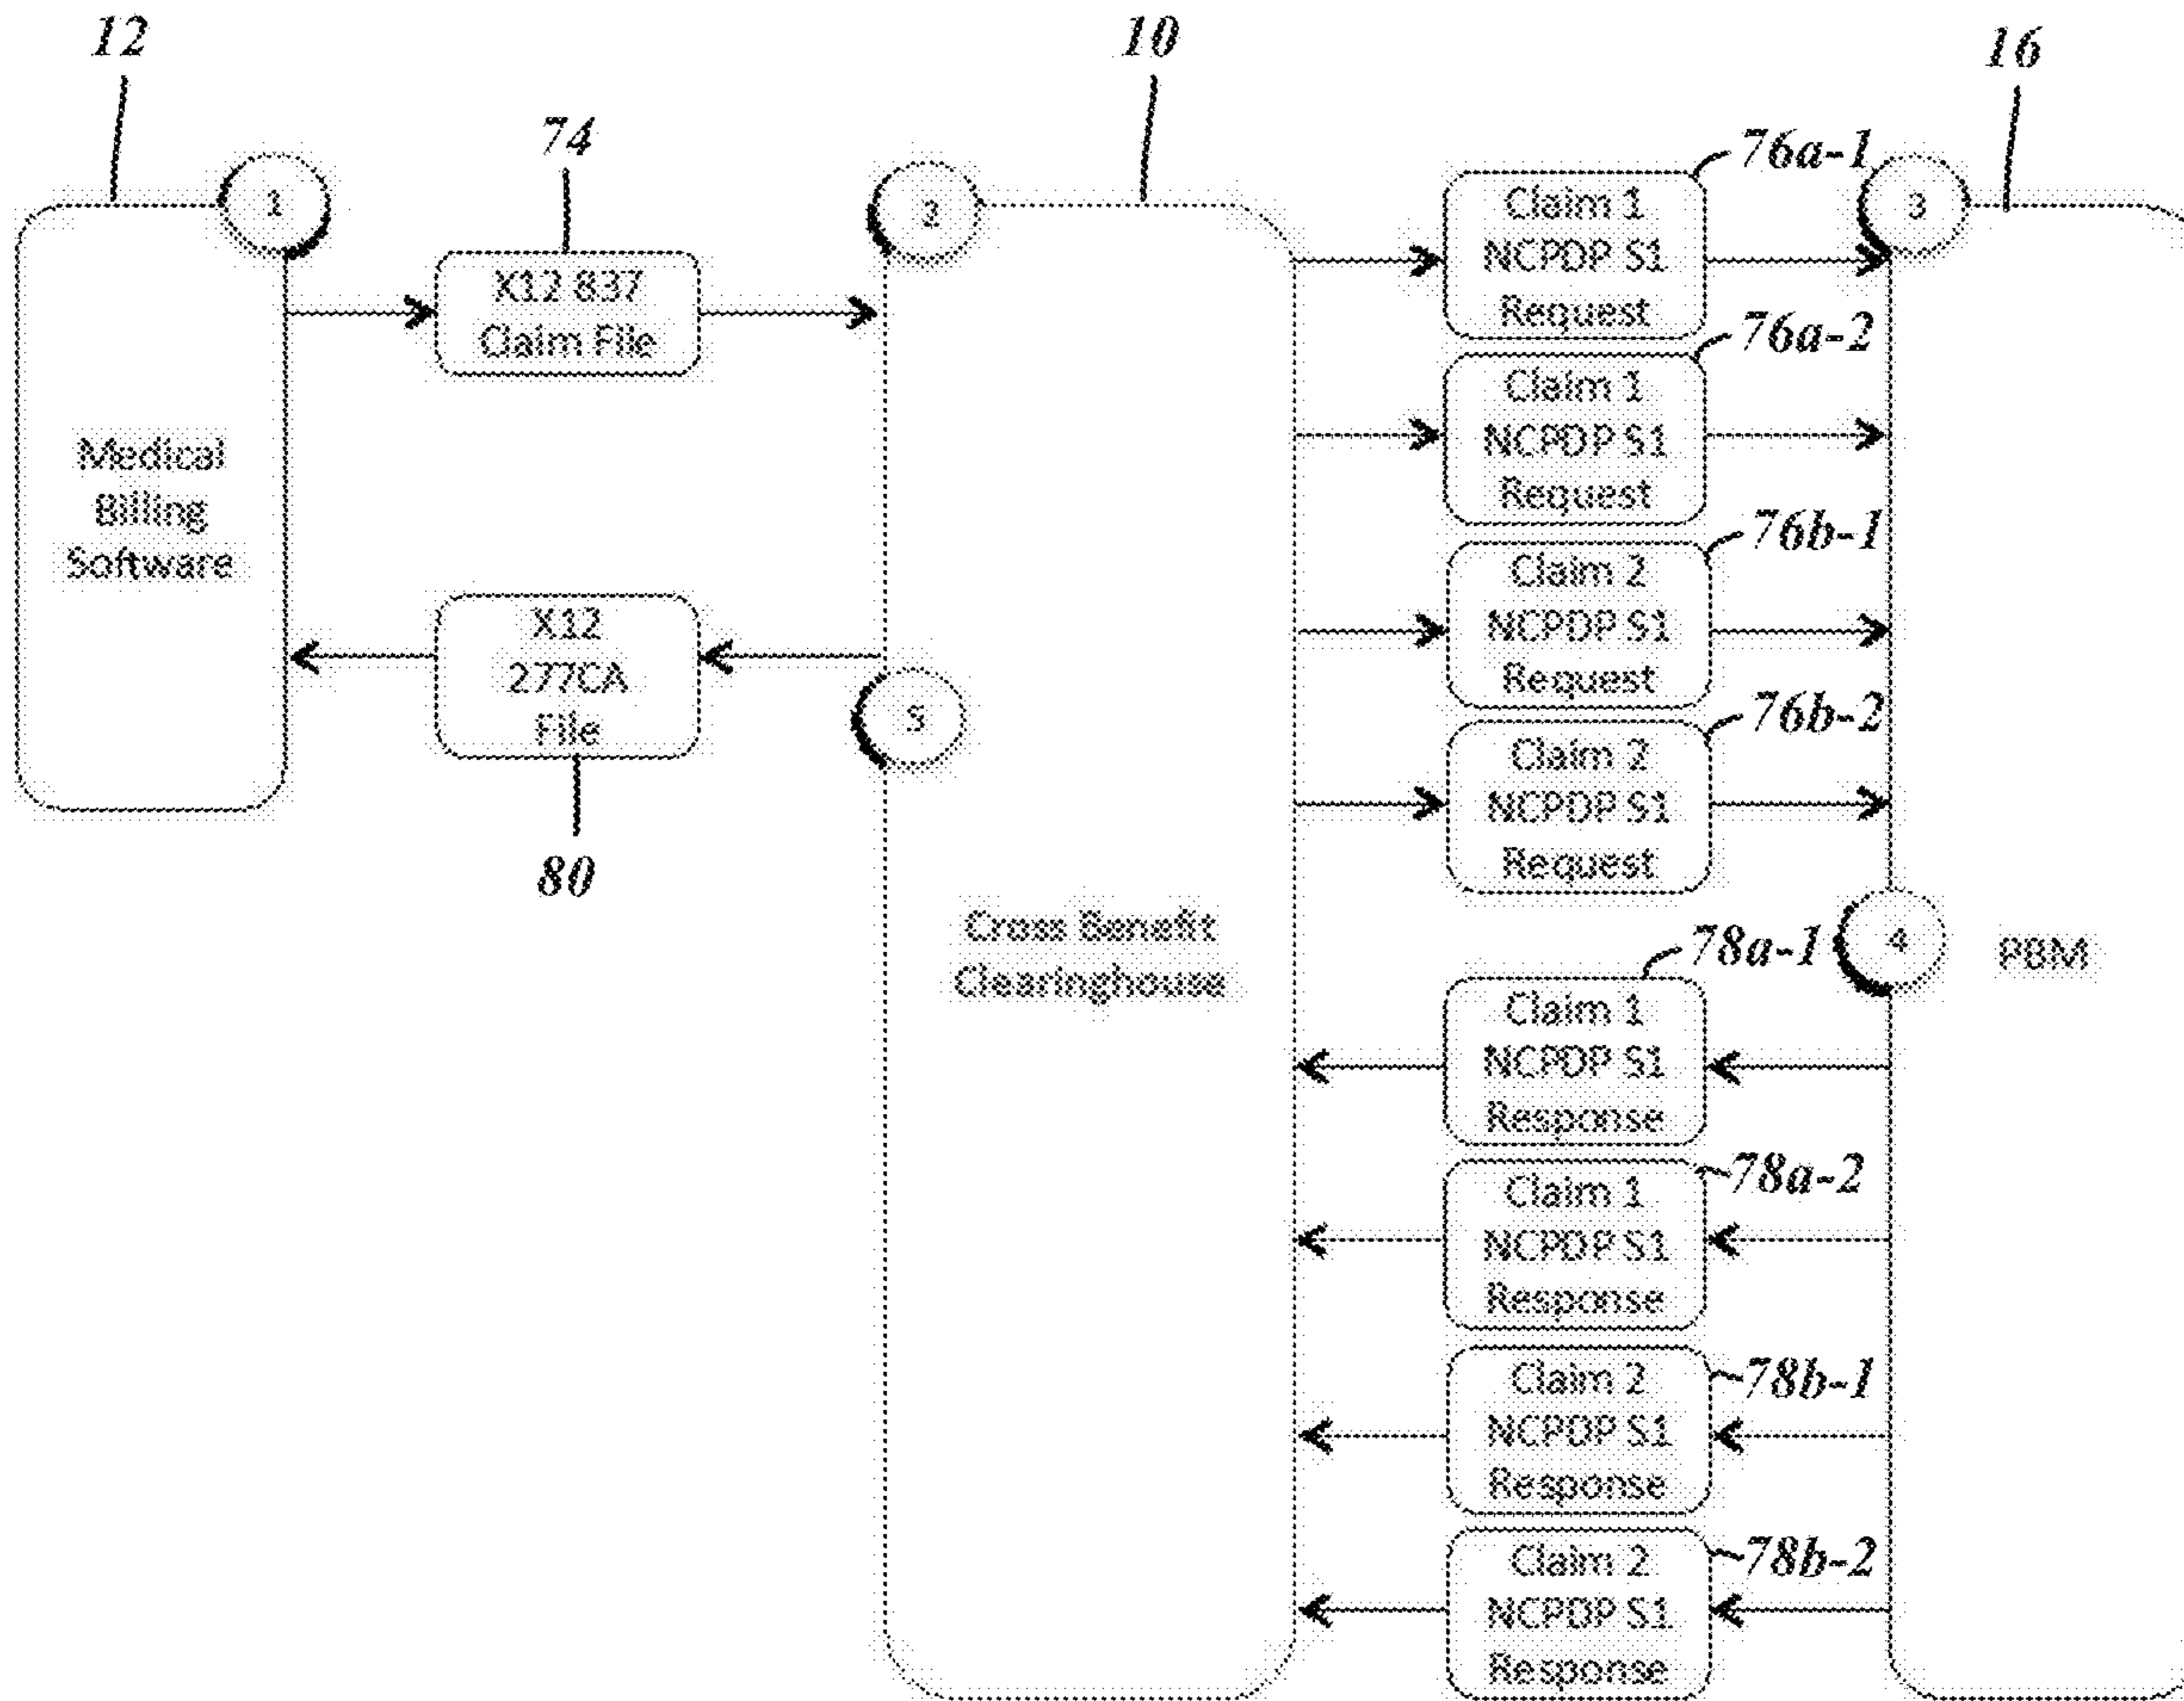 12
10
16
74
76a-1
1
2
3
Claim 1
NCPDP S1
Request
X12 837
Claim File
76a-2
Claim 1
NCPDP S1
Request
Medical
Billing
Software
76b-1
Claim 2
NCPDP S1
Request
X12
277CA
File
5
80
76b-2
Claim 2
NCPDP S1
Request
Cross Benefit
Clearinghouse
4
PBM
78a-1
Claim 1
NCPDP S1
Response
78a-2
Claim 1
NCPDP S1
Response
78b-1
Claim 2
NCPDP S1
Response
78b-2
Claim 2
NCPDP S1
Response